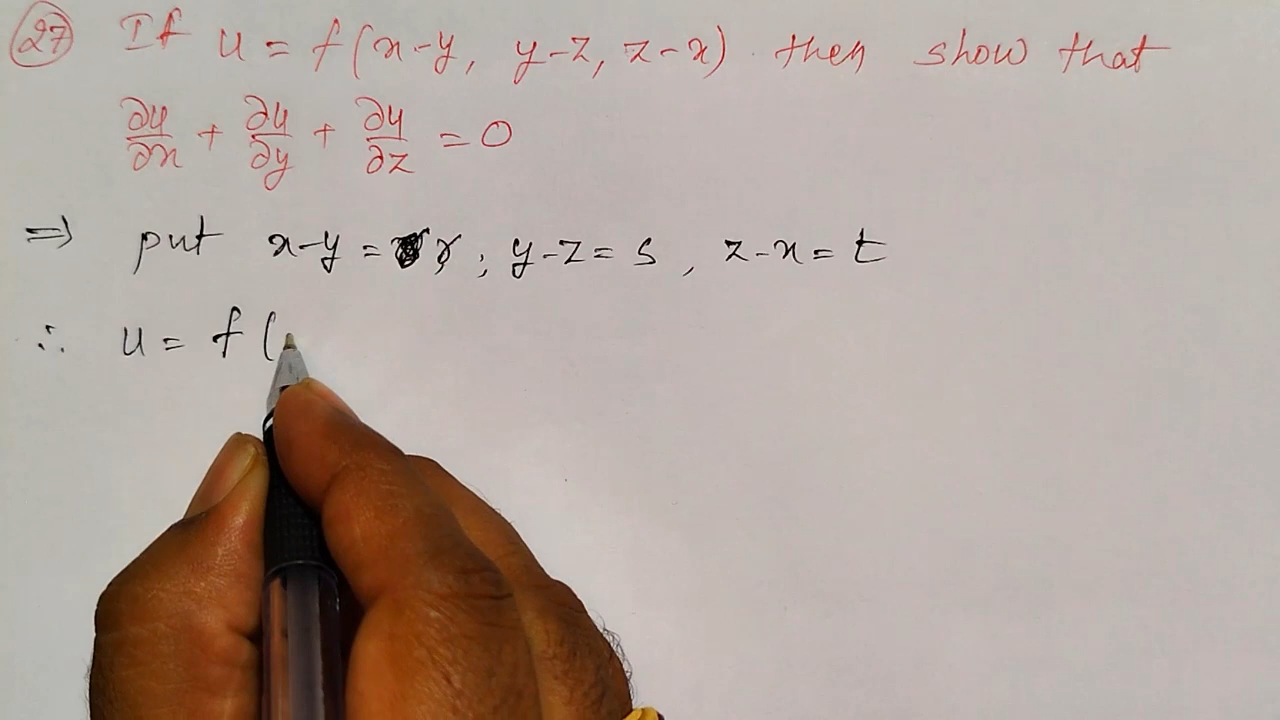 27 If u = f(x-y, y-z, z-x) then show that
∂u/∂x + ∂u/∂y + ∂u/∂z = 0
⇒ put x-y = r ; y-z = s , z-x = t
∴ u = f (